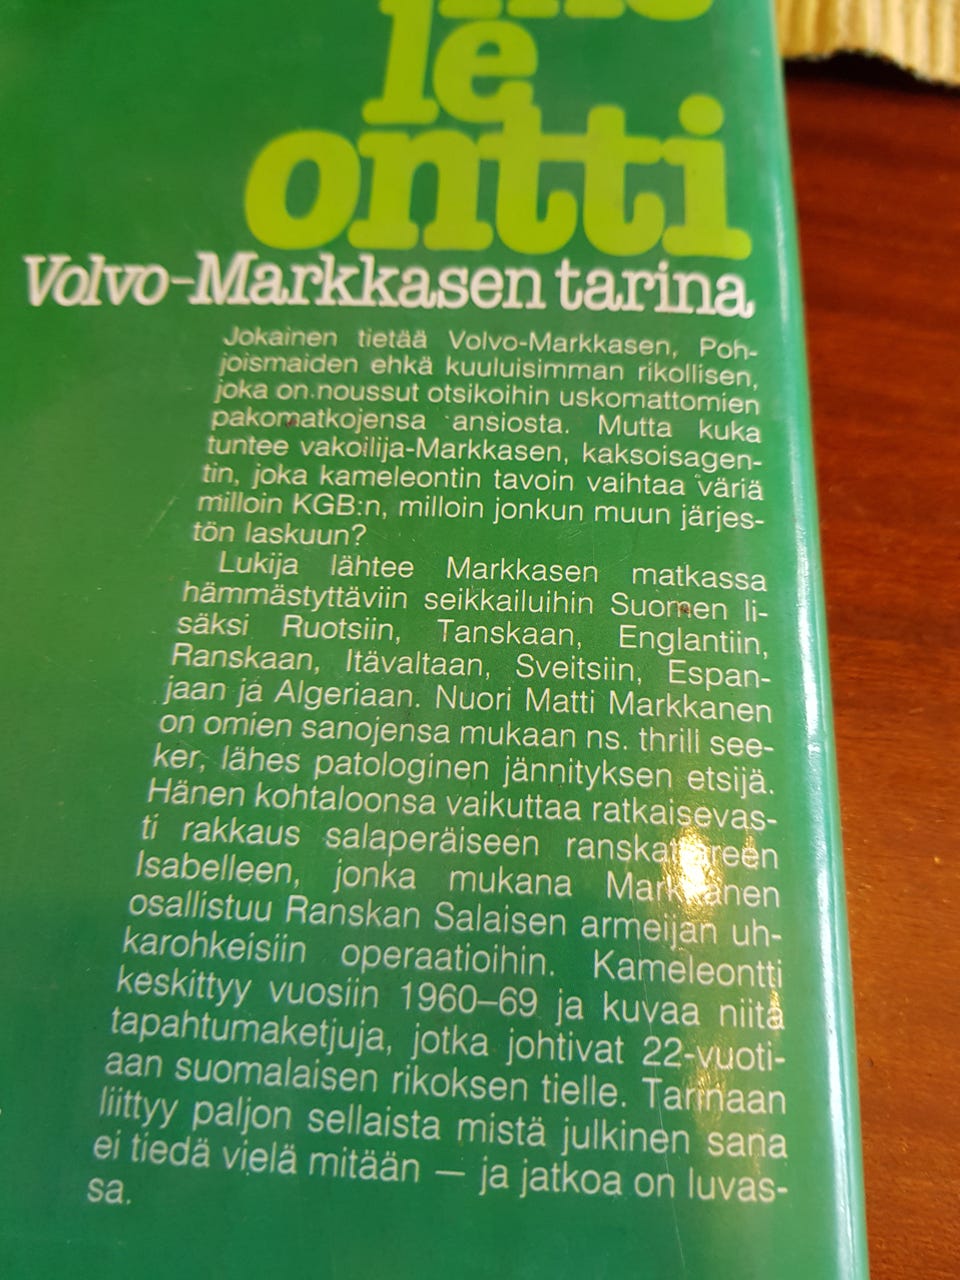 le
ontti
Volvo-Markkasen tarina
Jokainen tietää Volvo-Markkasen, Poh-
joismaiden ehkä kuuluisimman rikollisen,
joka on noussut otsikoihin uskomattomien
pakomatkojensa ansiosta. Mutta kuka
tuntee vakoilija-Markkasen, kaksoisagen-
tin, joka kameleontin tavoin vaihtaa väriä
milloin KGB:n, milloin jonkun muun järjes-
tön laskuun?
Lukija lähtee Markkasen matkassa
hämmästyttäviin seikkailuihin Suomen li-
säksi Ruotsiin, Tanskaan, Englantiin,
Ranskaan, Itävaltaan, Sveitsiin, Espan-
jaan ja Algeriaan. Nuori Matti Markkanen
on omien sanojensa mukaan ns. thrill see-
ker, lähes patologinen jännityksen etsijä.
Hänen kohtaloonsa vaikuttaa ratkaisevas-
ti rakkaus salaperäiseen ranskattareen
Isabelleen, jonka mukana Markkanen
osallistuu Ranskan Salaisen armeijan uh-
karohkeisiin operaatioihin. Kameleontti
keskittyy vuosiin 1960–69 ja kuvaa niitä
tapahtumaketjuja, jotka johtivat 22-vuoti-
aan suomalaisen rikoksen tielle. Tarinaan
liittyy paljon sellaista mistä julkinen sana
ei tiedä vielä mitään — ja jatkoa on luvas-
sa.